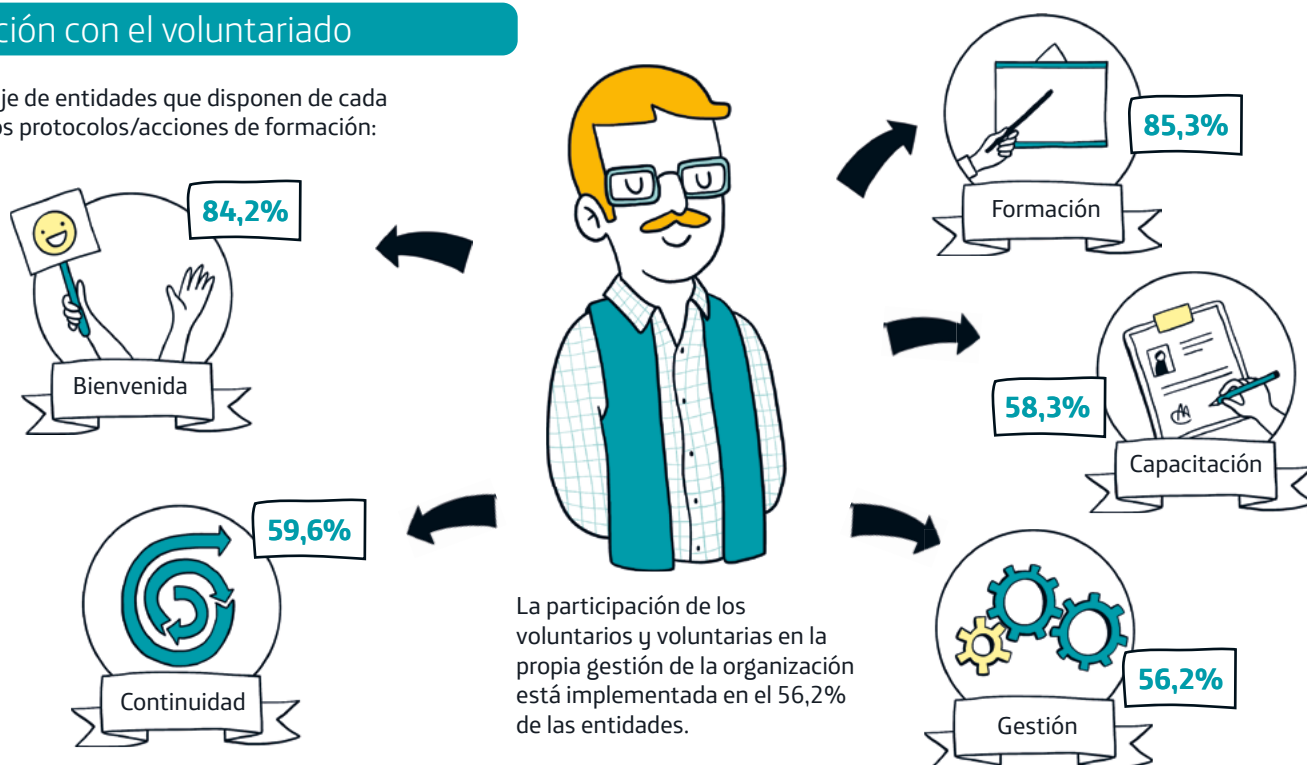 ción con el voluntariado
je de entidades que disponen de cada
os protocolos/acciones de formación:
84,2%
Bienvenida
59,6%
Continuidad
85,3%
Formación
58,3%
Capacitación
56,2%
Gestión
La participación de los
voluntarios y voluntarias en la
propia gestión de la organización
está implementada en el 56,2%
de las entidades.